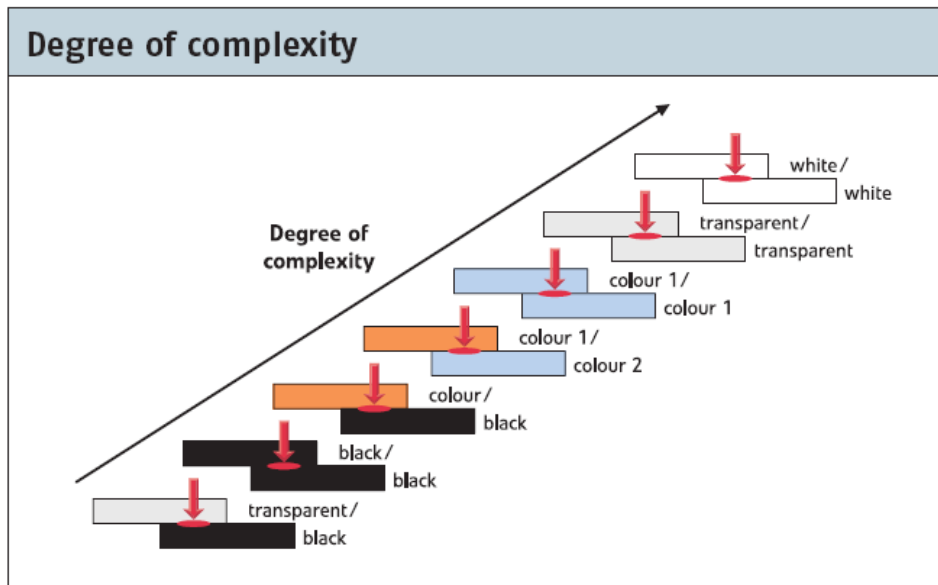 Degree of complexity
Degree of
complexity
white/
white
transparent/
transparent
colour 1/
colour 1
colour 1/
colour 2
colour/
black
black/
black
transparent/
black